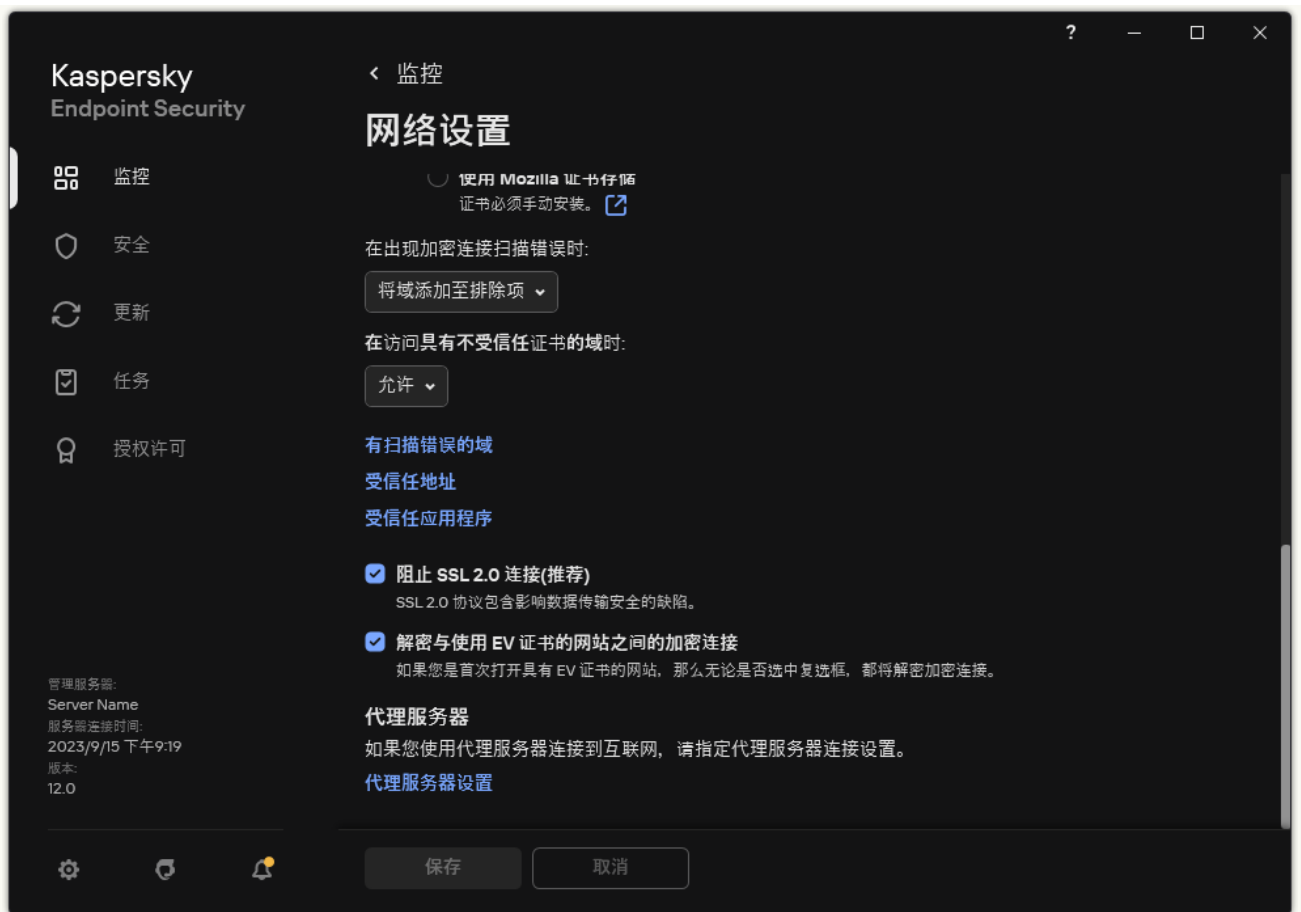 ?
Kaspersky
Endpoint Security
监控
安全
更新
任务
授权许可
管理服务器:
Server Name
服务器连接时间:
2023/9/15 下午9:19
版本:
12.0
监控
网络设置
使用 Mozilla 证书存储
证书必须手动安装。
在出现加密连接扫描错误时:
将域添加至排除项
在访问具有不受信任证书的域时:
允许
有扫描错误的域
受信任地址
受信任应用程序
阻止 SSL 2.0 连接(推荐)
SSL 2.0 协议包含影响数据传输安全的缺陷。
解密与使用 EV 证书的网站之间的加密连接
如果您是首次打开具有 EV 证书的网站，那么无论是否选中复选框，都将解密加密连接。
代理服务器
如果您使用代理服务器连接到互联网，请指定代理服务器连接设置。
代理服务器设置
保存
取消